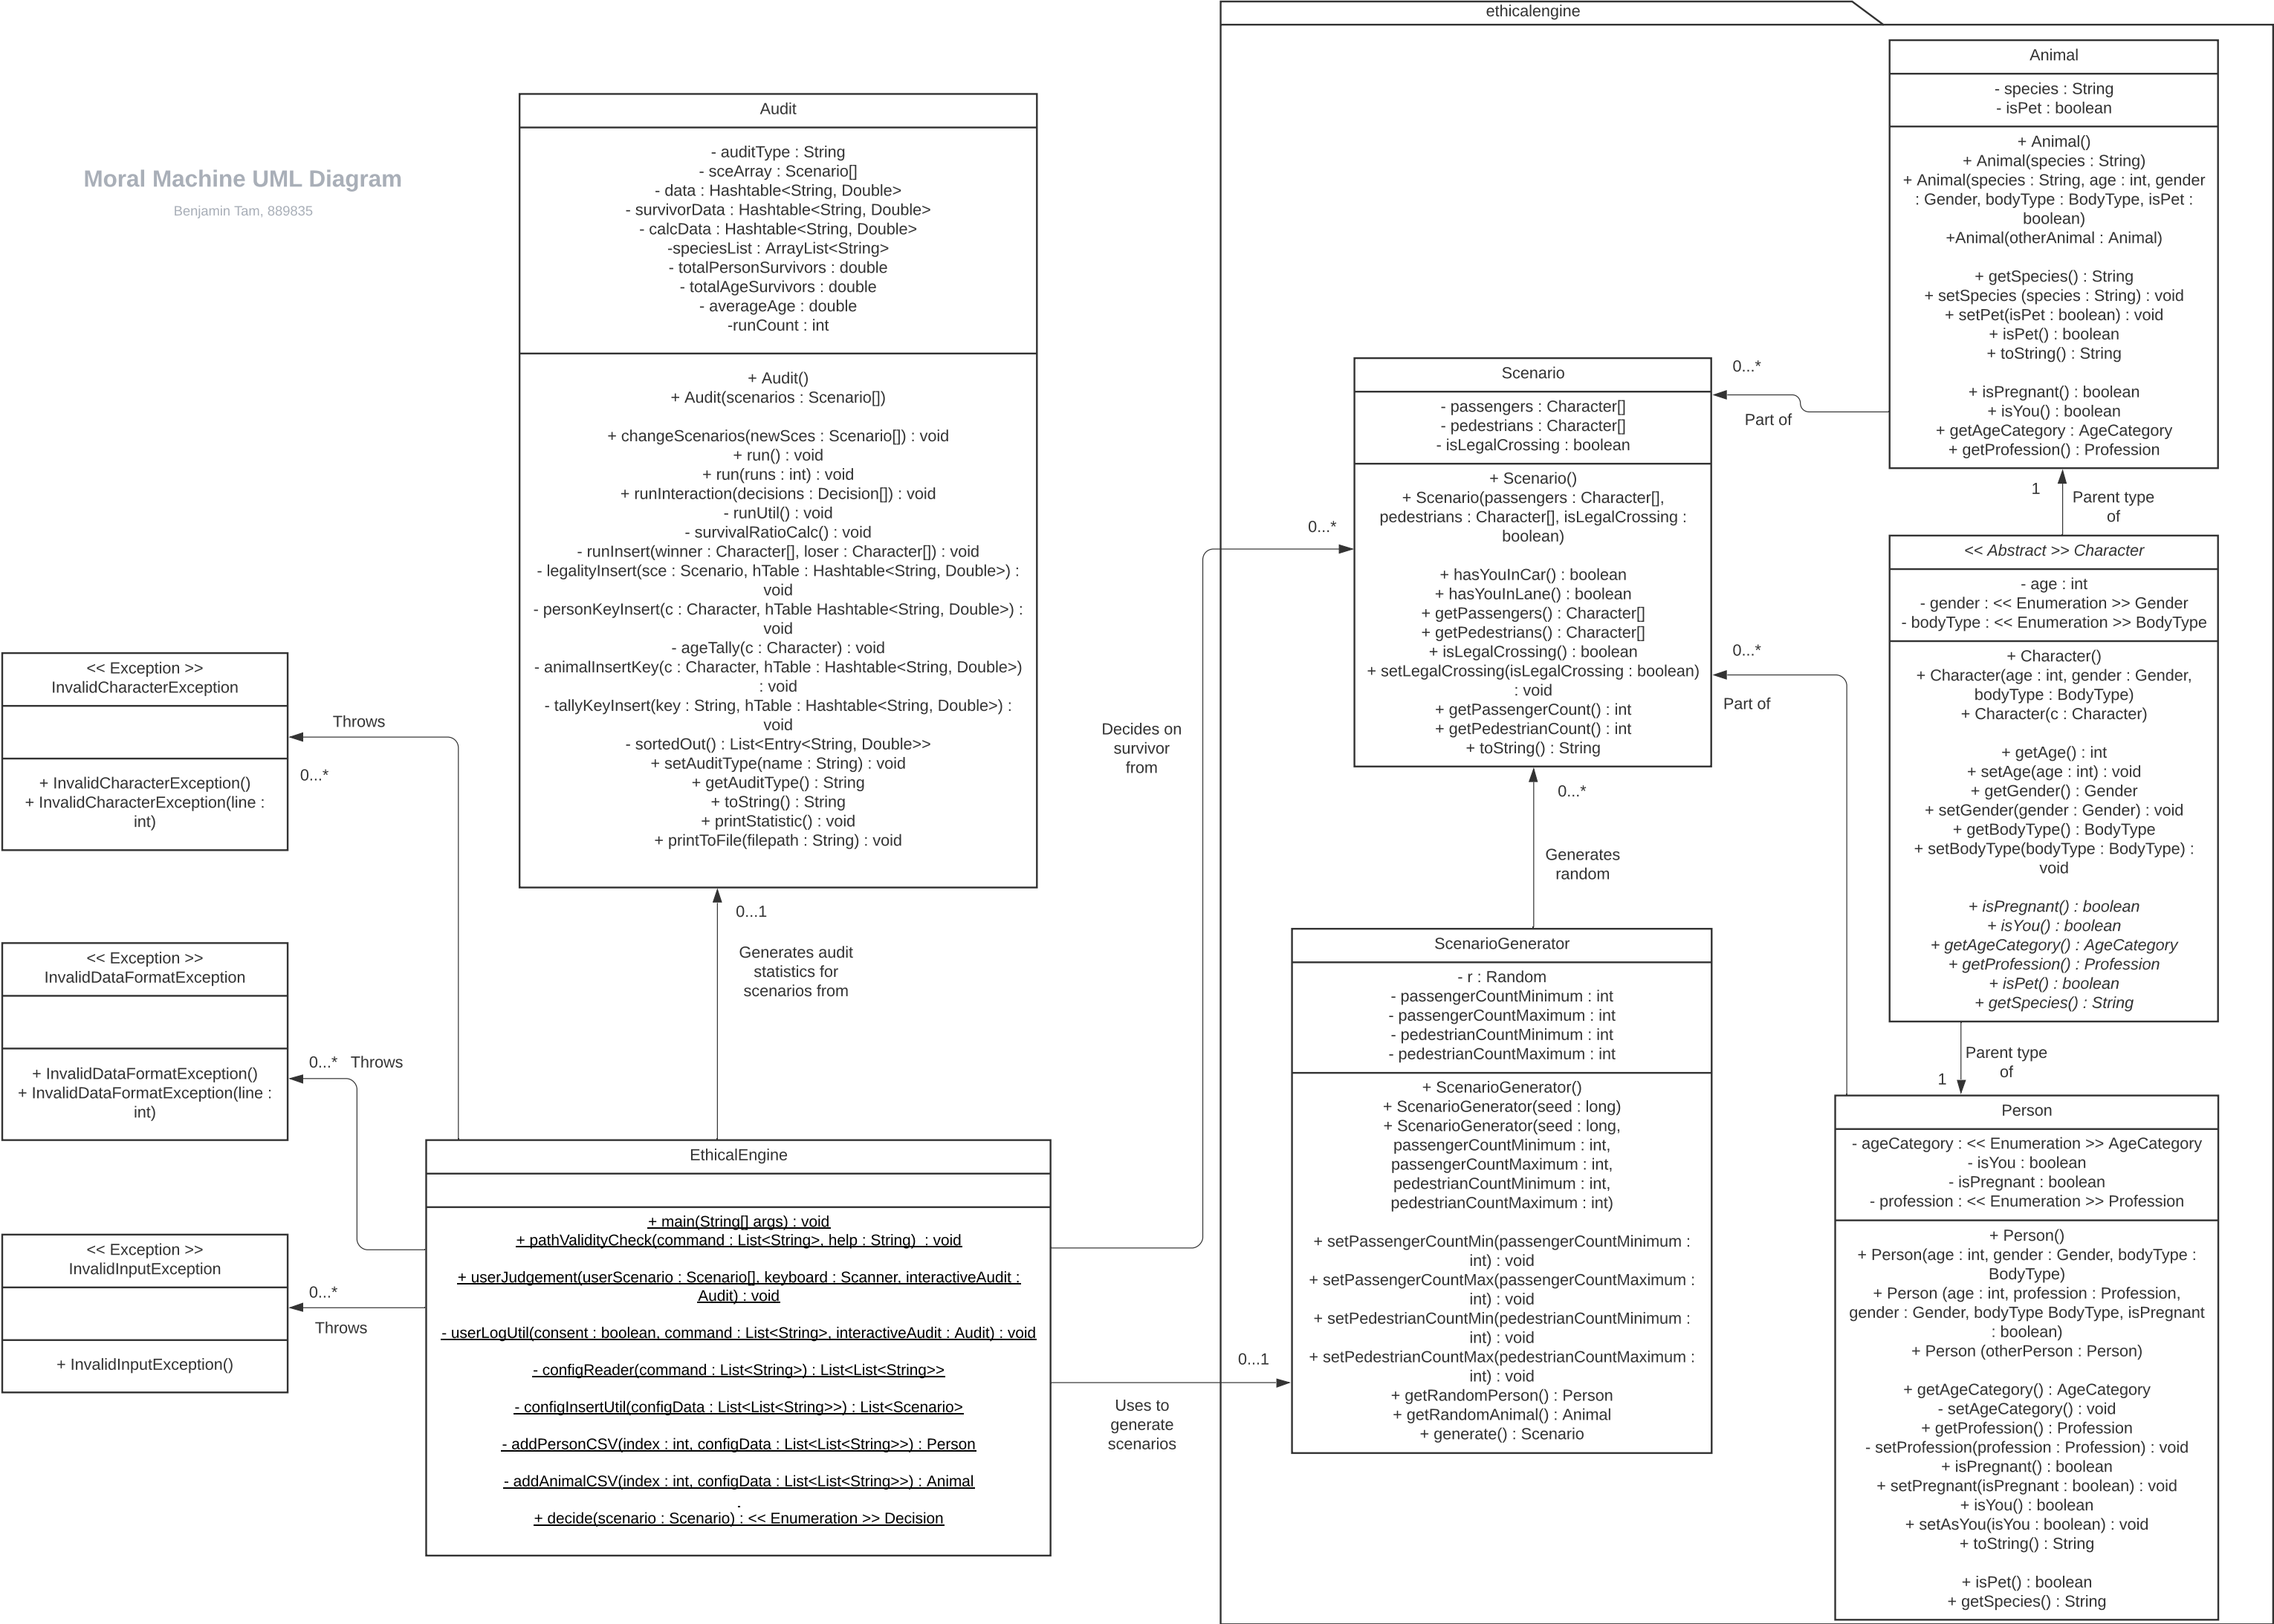 Moral Machine UML Diagram
Benjamin Tam, 889835
Audit
- auditType : String
- sceArray : Scenario[]
- data : Hashtable<String, Double>
- survivorData : Hashtable<String, Double>
- calcData : Hashtable<String, Double>
-speciesList : ArrayList<String>
- totalPersonSurvivors : double
- totalAgeSurvivors : double
- averageAge : double
-runCount : int
+ Audit()
+ Audit(scenarios : Scenario[])
+ changeScenarios(newSces : Scenario[]) : void
+ run() : void
+ run(runs : int) : void
+ runInteraction(decisions : Decision[]) : void
- runUtil() : void
- survivalRatioCalc() : void
- runInsert(winner : Character[], loser : Character[]) : void
- legalityInsert(sce : Scenario, hTable : Hashtable<String, Double>) :
void
- personKeyInsert(c : Character, hTable Hashtable<String, Double>) :
void
- ageTally(c : Character) : void
- animalInsertKey(c : Character, hTable : Hashtable<String, Double>)
: void
- tallyKeyInsert(key : String, hTable : Hashtable<String, Double>) :
void
- sortedOut() : List<Entry<String, Double>>
+ setAuditType(name : String) : void
+ getAuditType() : String
+ toString() : String
+ printStatistic() : void
+ printToFile(filepath : String) : void
<< Exception >>
InvalidCharacterException
+ InvalidCharacterException()
+ InvalidCharacterException(line :
int)
Throws
0...*
<< Exception >>
InvalidDataFormatException
+ InvalidDataFormatException()
+ InvalidDataFormatException(line :
int)
0...*
Throws
<< Exception >>
InvalidInputException
+ InvalidInputException()
0...*
Throws
0...1
Generates audit
statistics for
scenarios from
EthicalEngine
+ main(String[] args) : void
+ pathValidityCheck(command : List<String>, help : String)  : void
+ userJudgement(userScenario : Scenario[], keyboard : Scanner, interactiveAudit :
Audit) : void
- userLogUtil(consent : boolean, command : List<String>, interactiveAudit : Audit) : void
- configReader(command : List<String>) : List<List<String>>
- configInsertUtil(configData : List<List<String>>) : List<Scenario>
- addPersonCSV(index : int, configData : List<List<String>>) : Person
- addAnimalCSV(index : int, configData : List<List<String>>) : Animal
+ decide(scenario : Scenario) : << Enumeration >> Decision
Decides on
survivor
from
0...*
0...1
Uses to
generate
scenarios
ethicalengine
Scenario
- passengers : Character[]
- pedestrians : Character[]
- isLegalCrossing : boolean
+ Scenario()
+ Scenario(passengers : Character[],
pedestrians : Character[], isLegalCrossing :
boolean)
+ hasYouInCar() : boolean
+ hasYouInLane() : boolean
+ getPassengers() : Character[]
+ getPedestrians() : Character[]
+ isLegalCrossing() : boolean
+ setLegalCrossing(isLegalCrossing : boolean)
: void
+ getPassengerCount() : int
+ getPedestrianCount() : int
+ toString() : String
0...*
Generates
random
ScenarioGenerator
- r : Random
- passengerCountMinimum : int
- passengerCountMaximum : int
- pedestrianCountMinimum : int
- pedestrianCountMaximum : int
+ ScenarioGenerator()
+ ScenarioGenerator(seed : long)
+ ScenarioGenerator(seed : long,
passengerCountMinimum : int,
passengerCountMaximum : int,
pedestrianCountMinimum : int,
pedestrianCountMaximum : int)
+ setPassengerCountMin(passengerCountMinimum :
int) : void
+ setPassengerCountMax(passengerCountMaximum :
int) : void
+ setPedestrianCountMin(pedestrianCountMinimum :
int) : void
+ setPedestrianCountMax(pedestrianCountMaximum :
int) : void
+ getRandomPerson() : Person
+ getRandomAnimal() : Animal
+ generate() : Scenario
0...*
Part of
0...*
Part of
Animal
- species : String
- isPet : boolean
+ Animal()
+ Animal(species : String)
+ Animal(species : String, age : int, gender
: Gender, bodyType : BodyType, isPet :
boolean)
+Animal(otherAnimal : Animal)
+ getSpecies() : String
+ setSpecies (species : String) : void
+ setPet(isPet : boolean) : void
+ isPet() : boolean
+ toString() : String
+ isPregnant() : boolean
+ isYou() : boolean
+ getAgeCategory : AgeCategory
+ getProfession() : Profession
1
Parent type
of
<< Abstract >> Character
- age : int
- gender : << Enumeration >> Gender
- bodyType : << Enumeration >> BodyType
+ Character()
+ Character(age : int, gender : Gender,
bodyType : BodyType)
+ Character(c : Character)
+ getAge() : int
+ setAge(age : int) : void
+ getGender() : Gender
+ setGender(gender : Gender) : void
+ getBodyType() : BodyType
+ setBodyType(bodyType : BodyType) :
void
+ isPregnant() : boolean
+ isYou() : boolean
+ getAgeCategory() : AgeCategory
+ getProfession() : Profession
+ isPet() : boolean
+ getSpecies() : String
Parent type
of
1
Person
- ageCategory : << Enumeration >> AgeCategory
- isYou : boolean
- isPregnant : boolean
- profession : << Enumeration >> Profession
+ Person()
+ Person(age : int, gender : Gender, bodyType :
BodyType)
+ Person (age : int, profession : Profession,
gender : Gender, bodyType BodyType, isPregnant
: boolean)
+ Person (otherPerson : Person)
+ getAgeCategory() : AgeCategory
- setAgeCategory() : void
+ getProfession() : Profession
- setProfession(profession : Profession) : void
+ isPregnant() : boolean
+ setPregnant(isPregnant : boolean) : void
+ isYou() : boolean
+ setAsYou(isYou : boolean) : void
+ toString() : String
+ isPet() : boolean
+ getSpecies() : String